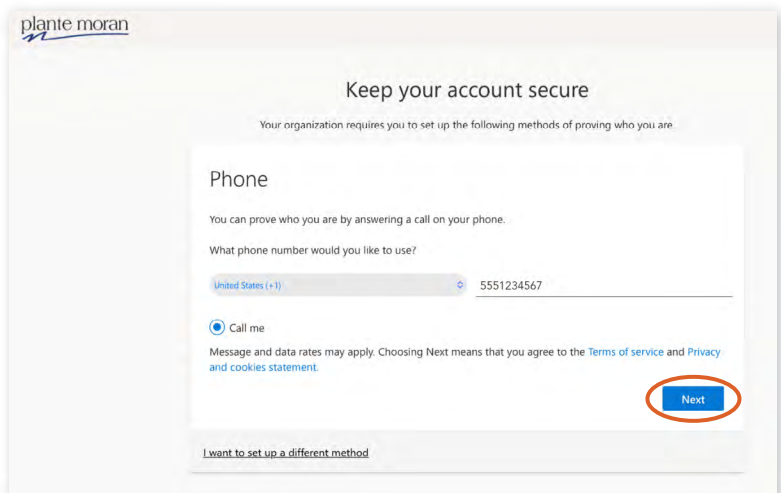 plante moran
Keep your account secure
Your organization requires you to set up the following methods of proving who you are.
Phone
You can prove who you are by answering a call on your phone.
What phone number would you like to use?
United States (+1) 5551234567
Call me
Message and data rates may apply. Choosing Next means that you agree to the Terms of service and Privacy
and cookies statement.
Next
I want to set up a different method